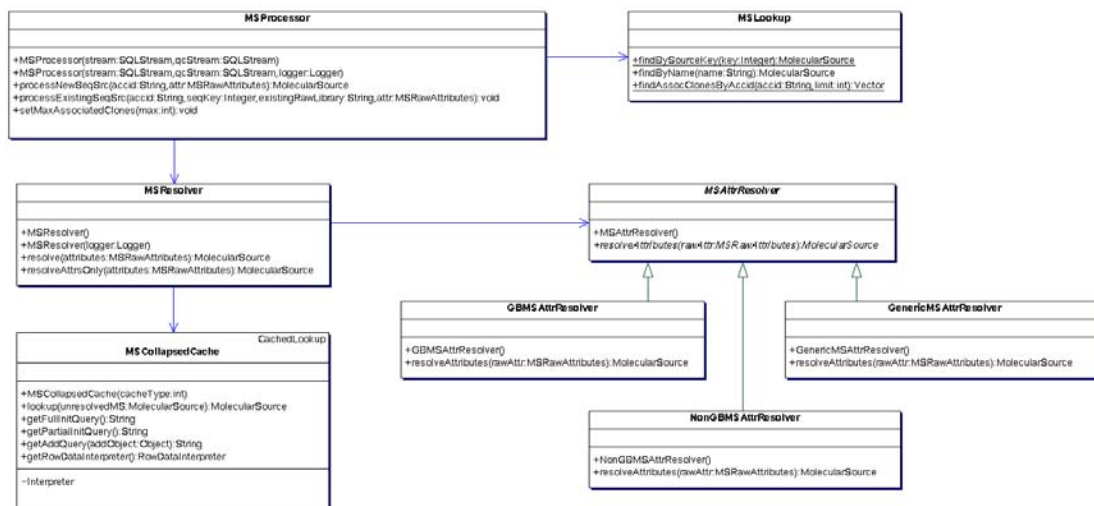 MSProcessor
+MSProcessor(stream:SQLStream,qcStream:SQLStream)
+MSProcessor(stream:SQLStream,qcStream:SQLStream,logger:Logger)
+processNewSeqSrc(accid:String,attr:MSRawAttributes):MolecularSource
+processExistingSeqSrc(accid:String,seqKey:Integer,existingRawLibrary:String,attr:MSRawAttributes):void
+setMaxAssociatedClones(max:int):void
MSLookup
+findBySourceKey(key:Integer):MolecularSource
+findByName(name:String):MolecularSource
+findAssocClonesByAccid(accid:String,limit:int):Vector
MSResolver
+MSResolver()
+MSResolver(logger:Logger)
+resolve(attributes:MSRawAttributes):MolecularSource
+resolveAttrsOnly(attributes:MSRawAttributes):MolecularSource
MSAttrResolver
+MSAttrResolver()
+resolveAttributes(rawAttr:MSRawAttributes):MolecularSource
GBMSAttrResolver
+GBMSAttrResolver()
+resolveAttributes(rawAttr:MSRawAttributes):MolecularSource
GenericMSAttrResolver
+GenericMSAttrResolver()
+resolveAttributes(rawAttr:MSRawAttributes):MolecularSource
CachedLookup
MSCollapsedCache
+MSCollapsedCache(cacheType:int)
+lookup(unresolvedMS:MolecularSource):MolecularSource
+getFullInitQuery():String
+getPartialInitQuery():String
+getAddQuery(addObject:Object):String
+getRowDataInterpreter():RowDataInterpreter
-Interpreter
NonGBMSAttrResolver
+NonGBMSAttrResolver()
+resolveAttributes(rawAttr:MSRawAttributes):MolecularSource